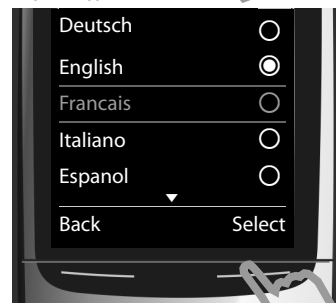 Deutsch
English
Francais
Italiano
Espanol
Back Select